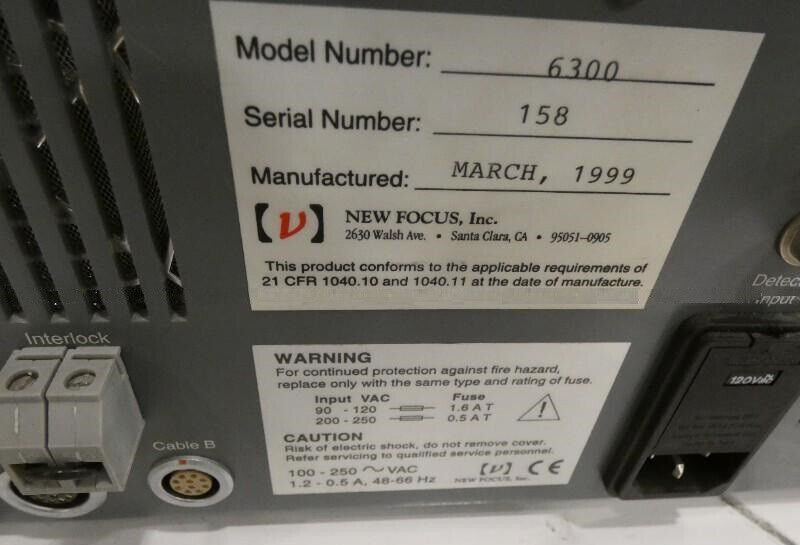 Model Number: 6300
Serial Number: 158
Manufactured: MARCH, 1999
[ν] NEW FOCUS, Inc.
2630 Walsh Ave. • Santa Clara, CA • 95051–0905
This product conforms to the applicable requirements of
21 CFR 1040.10 and 1040.11 at the date of manufacture.
Detec
Input
Interlock
Cable B
WARNING
For continued protection against fire hazard,
replace only with the same type and rating of fuse.
Input VAC Fuse
90 - 120 1.6 A T
200 - 250 0.5 A T
CAUTION
Risk of electric shock, do not remove cover.
Refer servicing to qualified service personnel.
100 - 250 ~ VAC
1.2 - 0.5 A, 48-66 Hz
[ν] CE
NEW FOCUS, Inc.